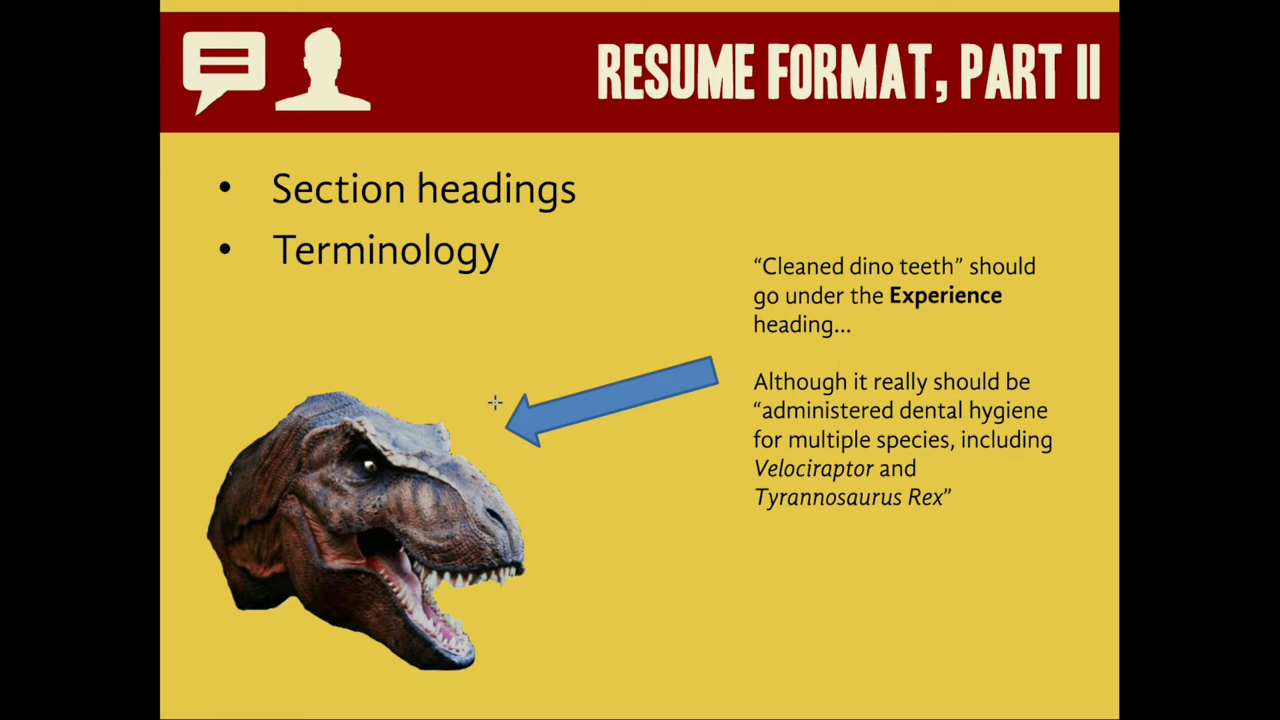 RESUME FORMAT, PART II
• Section headings
• Terminology
“Cleaned dino teeth” should
go under the Experience
heading...
Although it really should be
“administered dental hygiene
for multiple species, including
Velociraptor and
Tyrannosaurus Rex”